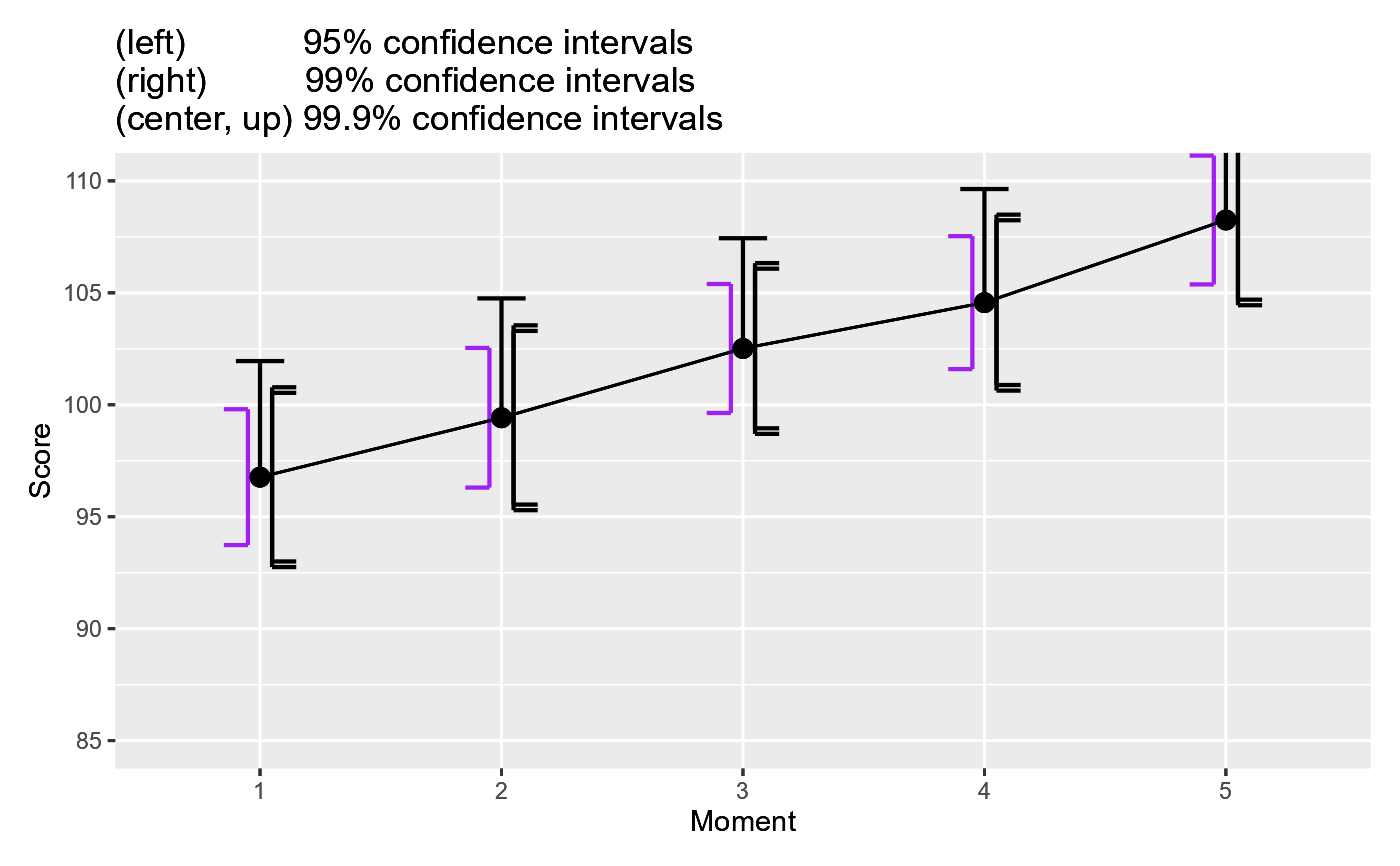 (left) 95% confidence intervals
(right) 99% confidence intervals
(center, up) 99.9% confidence intervals
110
105
100
95
90
85
Score
1 2 3 4 5
Moment